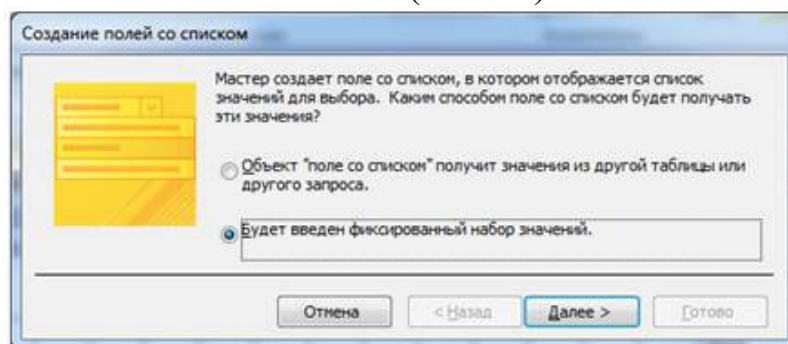 Создание полей со списком
Мастер создает поле со списком, в котором отображается список
значений для выбора. Каким способом поле со списком будет получать
эти значения?
Объект "поле со списком" получит значения из другой таблицы или
другого запроса.
Будет введен фиксированный набор значений.
Отмена
< Назад
Далее >
Готово